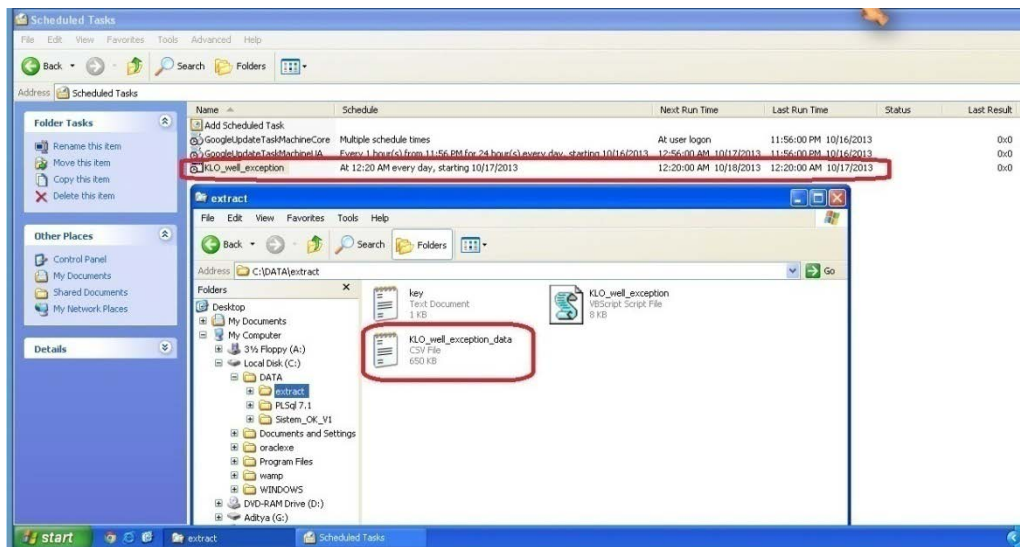 Scheduled Tasks
File Edit View Favorites Tools Advanced Help
Back Search Folders
Address Scheduled Tasks
Name Schedule Next Run Time Last Run Time Status Last Result
Folder Tasks
Rename this item
Move this item
Copy this item
Delete this item
Other Places
Control Panel
My Documents
Shared Documents
My Network Places
Details
Add Scheduled Task
GoogleUpdateTaskMachineCore Multiple schedule times At user logon 11:56:00 PM 10/16/2013 0x0
GoogleUpdateTaskMachineUA Every 1 hour(s) from 11:56 PM for 24 hour(s) every day, starting 10/16/2013 12:56:00 AM 10/17/2013 11:56:00 PM 10/16/2013 0x0
KLO_well_exception At 12:20 AM every day, starting 10/17/2013 12:20:00 AM 10/18/2013 12:20:00 AM 10/17/2013 0x0
extract
File Edit View Favorites Tools Help
Back Search Folders
Address C:\DATA\extract Go
Folders X
Desktop
My Documents
My Computer
3½ Floppy (A:)
Local Disk (C:)
DATA
extract
PLSql 7.1
Sistem_OK_V1
Documents and Settings
oraclexe
Program Files
wamp
WINDOWS
DVD-RAM Drive (D:)
Aditya (G:)
key
Text Document
1 KB
KLO_well_exception
VBScript Script File
8 KB
KLO_well_exception_data
CSV File
650 KB
start extract Scheduled Tasks